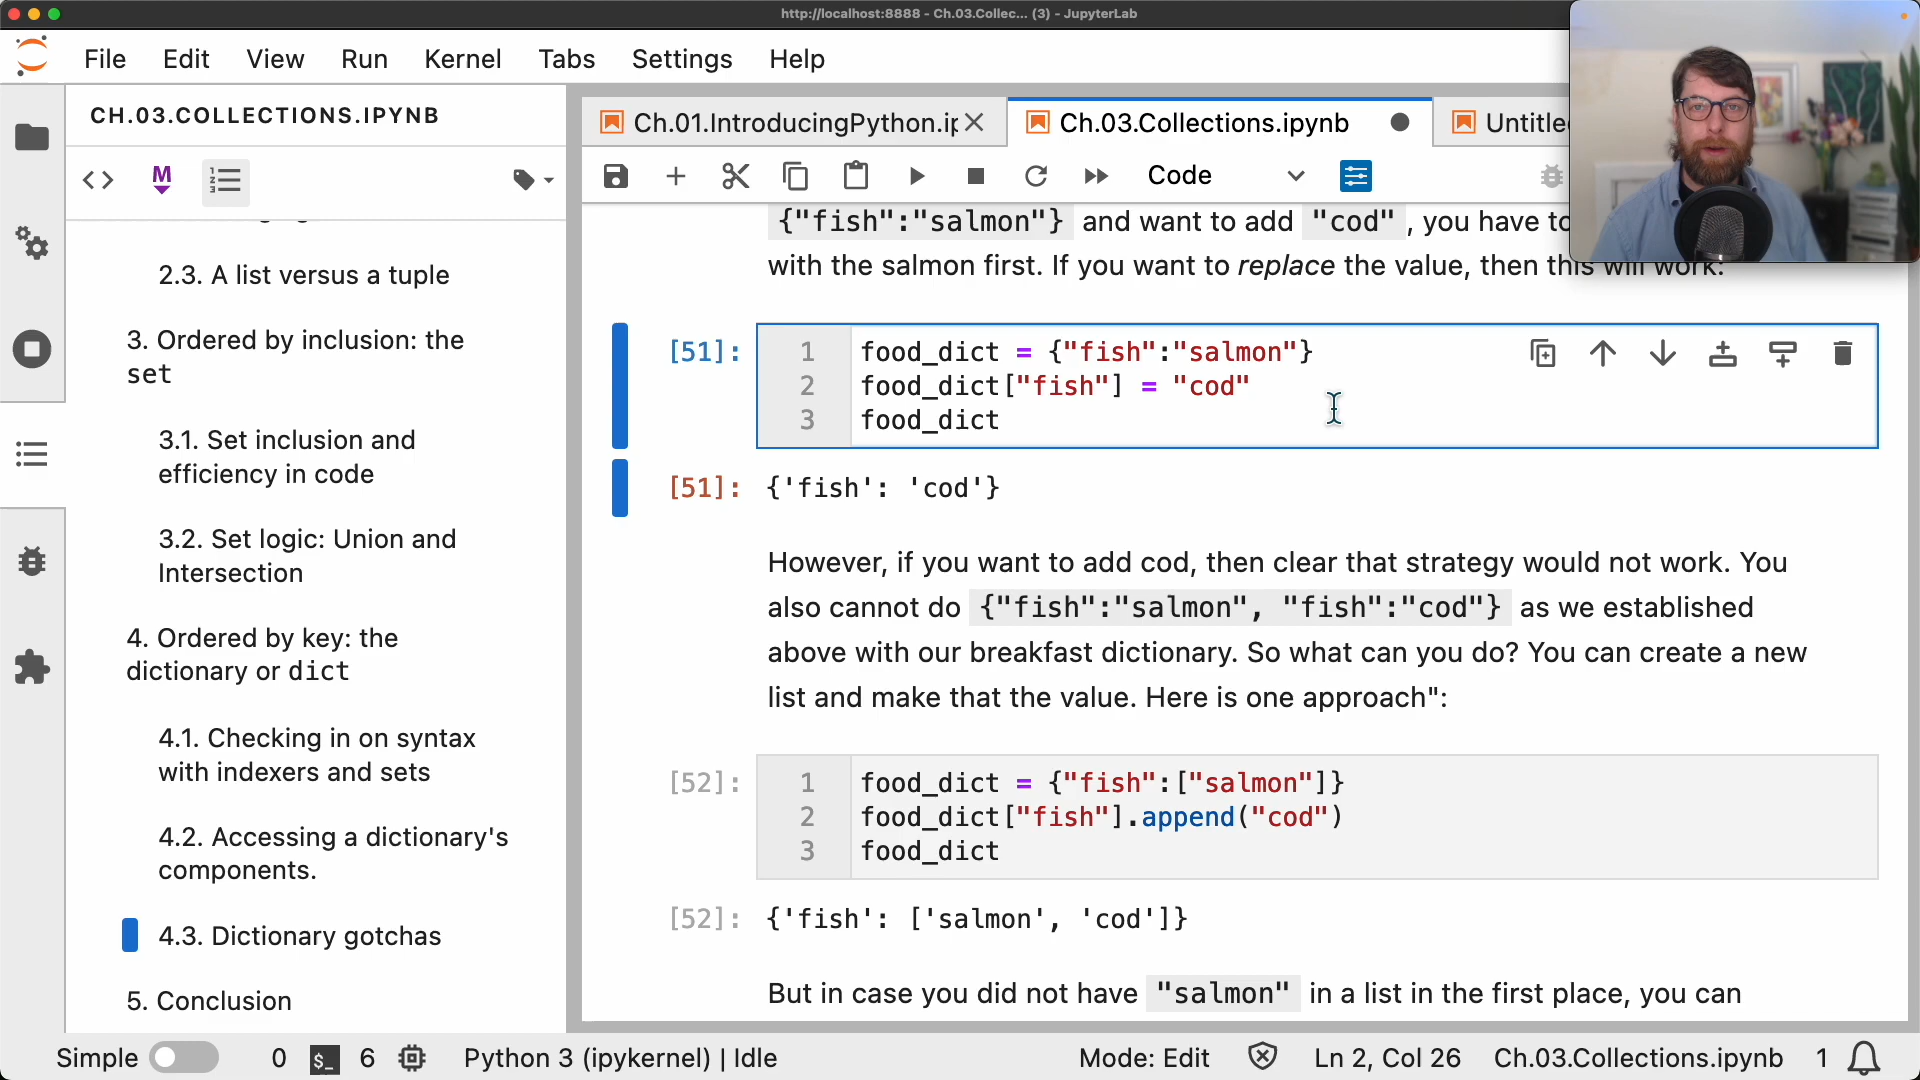 http://localhost:8888 - Ch.03.Collec... (3) - JupyterLab
File Edit View Run Kernel Tabs Settings Help
CH.03.COLLECTIONS.IPYNB
2.3. A list versus a tuple
3. Ordered by inclusion: the
set
3.1. Set inclusion and
efficiency in code
3.2. Set logic: Union and
Intersection
4. Ordered by key: the
dictionary or dict
4.1. Checking in on syntax
with indexers and sets
4.2. Accessing a dictionary's
components.
4.3. Dictionary gotchas
5. Conclusion
Ch.01.IntroducingPython.ip Ch.03.Collections.ipynb Untitle
Code
{"fish":"salmon"} and want to add "cod", you have to
with the salmon first. If you want to replace the value, then this will work:
[51]: 1 food_dict = {"fish":"salmon"}
2 food_dict["fish"] = "cod"
3 food_dict
[51]: {'fish': 'cod'}
However, if you want to add cod, then clear that strategy would not work. You
also cannot do {"fish":"salmon", "fish":"cod"} as we established
above with our breakfast dictionary. So what can you do? You can create a new
list and make that the value. Here is one approach":
[52]: 1 food_dict = {"fish":["salmon"]}
2 food_dict["fish"].append("cod")
3 food_dict
[52]: {'fish': ['salmon', 'cod']}
But in case you did not have "salmon" in a list in the first place, you can
Simple 0 $_ 6 Python 3 (ipykernel) | Idle Mode: Edit Ln 2, Col 26 Ch.03.Collections.ipynb 1